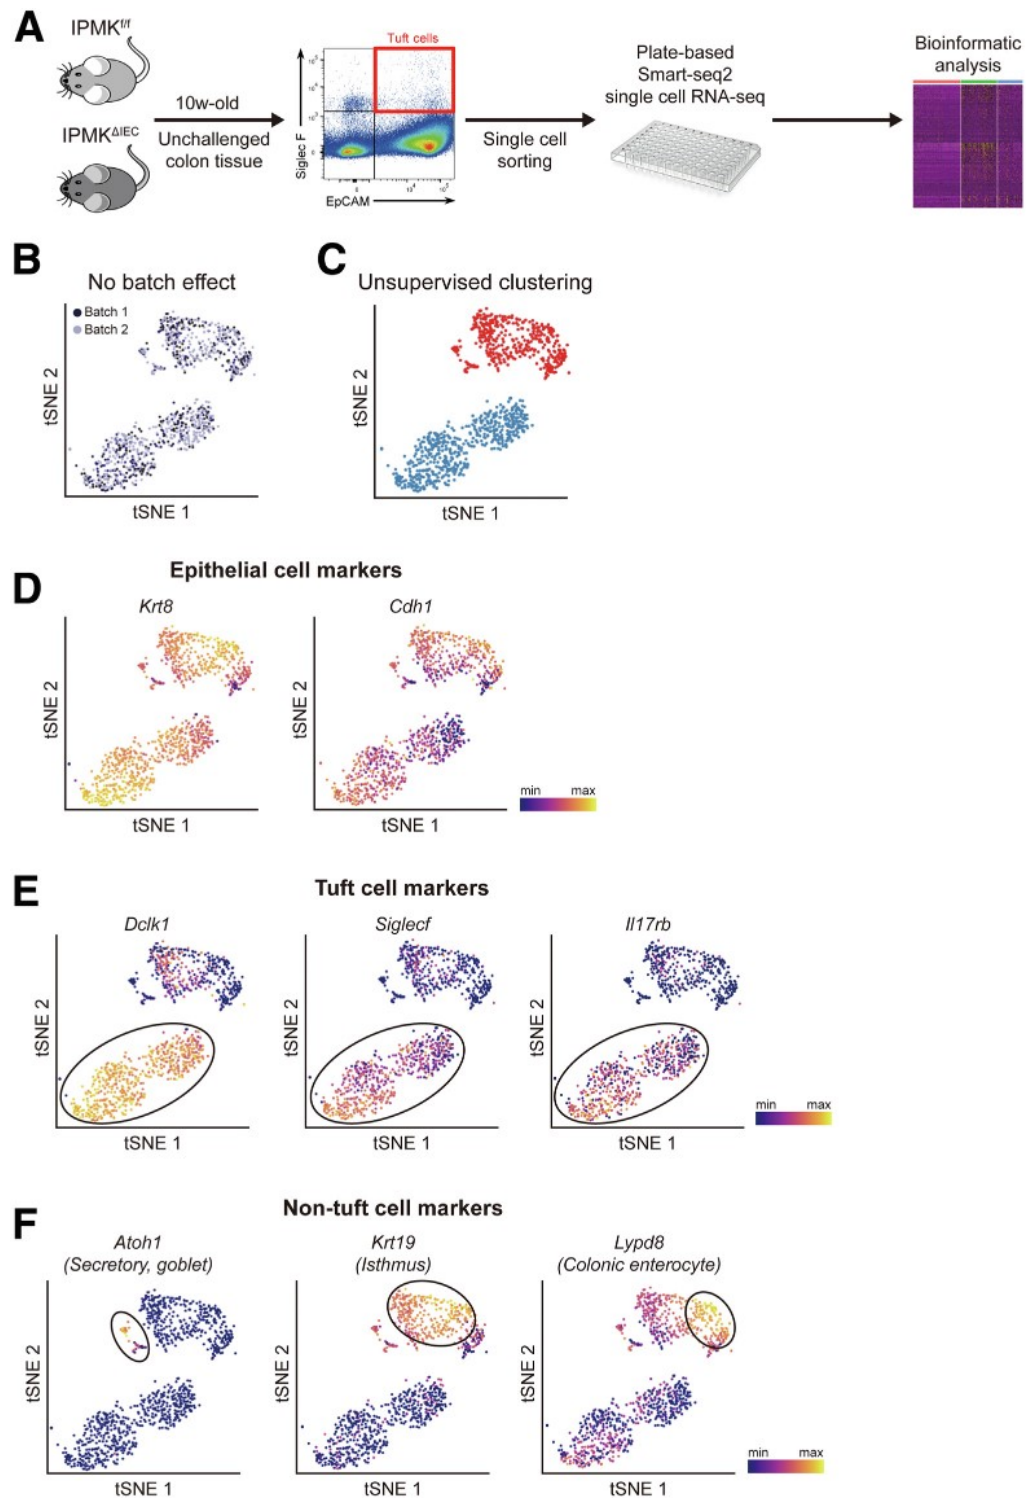 A
IPMKf/f
IPMKΔIEC
10w-old
Unchallenged
colon tissue
Tuft cells
Siglec F
EpCAM
Single cell
sorting
Plate-based
Smart-seq2
single cell RNA-seq
Bioinformatic
analysis
B
No batch effect
Batch 1
Batch 2
tSNE 2
tSNE 1
C
Unsupervised clustering
tSNE 2
tSNE 1
D
Epithelial cell markers
Krt8
tSNE 2
tSNE 1
Cdh1
tSNE 2
tSNE 1
min max
E
Tuft cell markers
Dclk1
tSNE 2
tSNE 1
Siglecf
tSNE 2
tSNE 1
Il17rb
tSNE 2
tSNE 1
min max
F
Non-tuft cell markers
Atoh1
(Secretory, goblet)
tSNE 2
tSNE 1
Krt19
(Isthmus)
tSNE 2
tSNE 1
Lypd8
(Colonic enterocyte)
tSNE 2
tSNE 1
min max